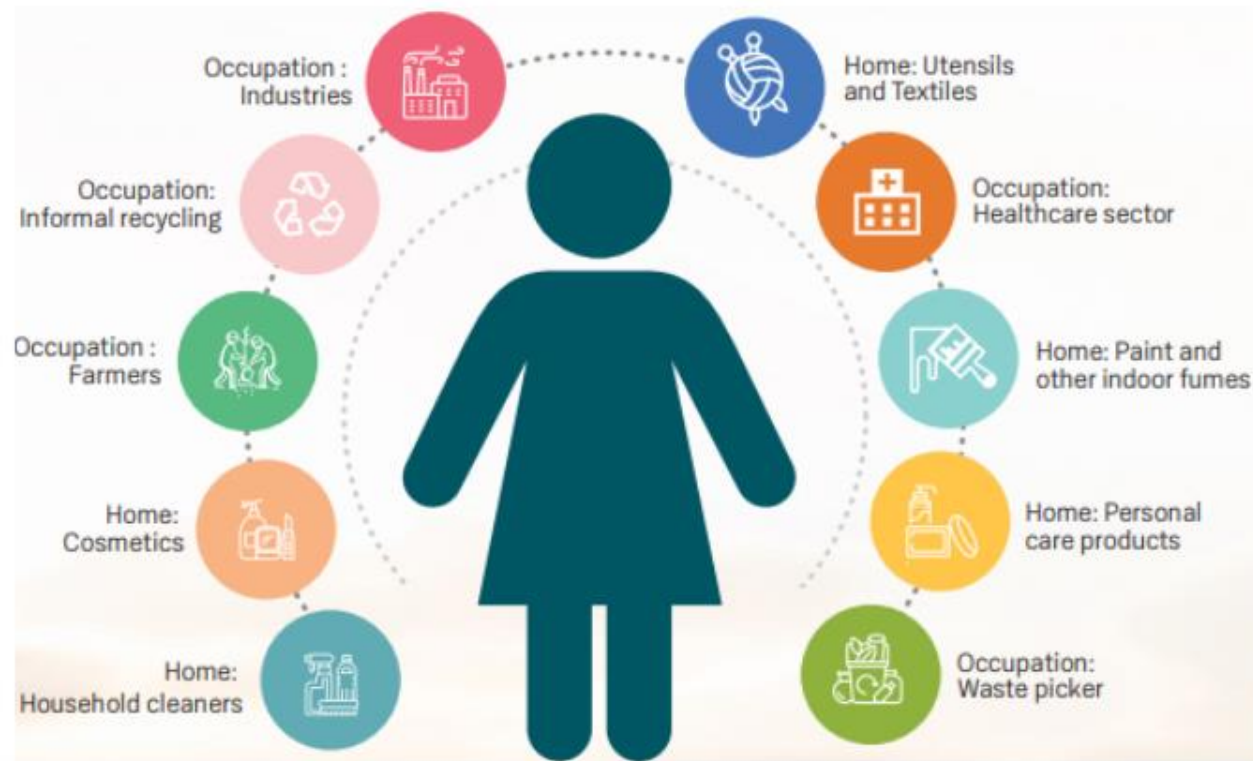 Occupation :
Industries
Home: Utensils
and Textiles
Occupation:
Informal recycling
Occupation:
Healthcare sector
Occupation :
Farmers
Home: Paint and
other indoor fumes
Home:
Cosmetics
Home: Personal
care products
Home:
Household cleaners
Occupation:
Waste picker